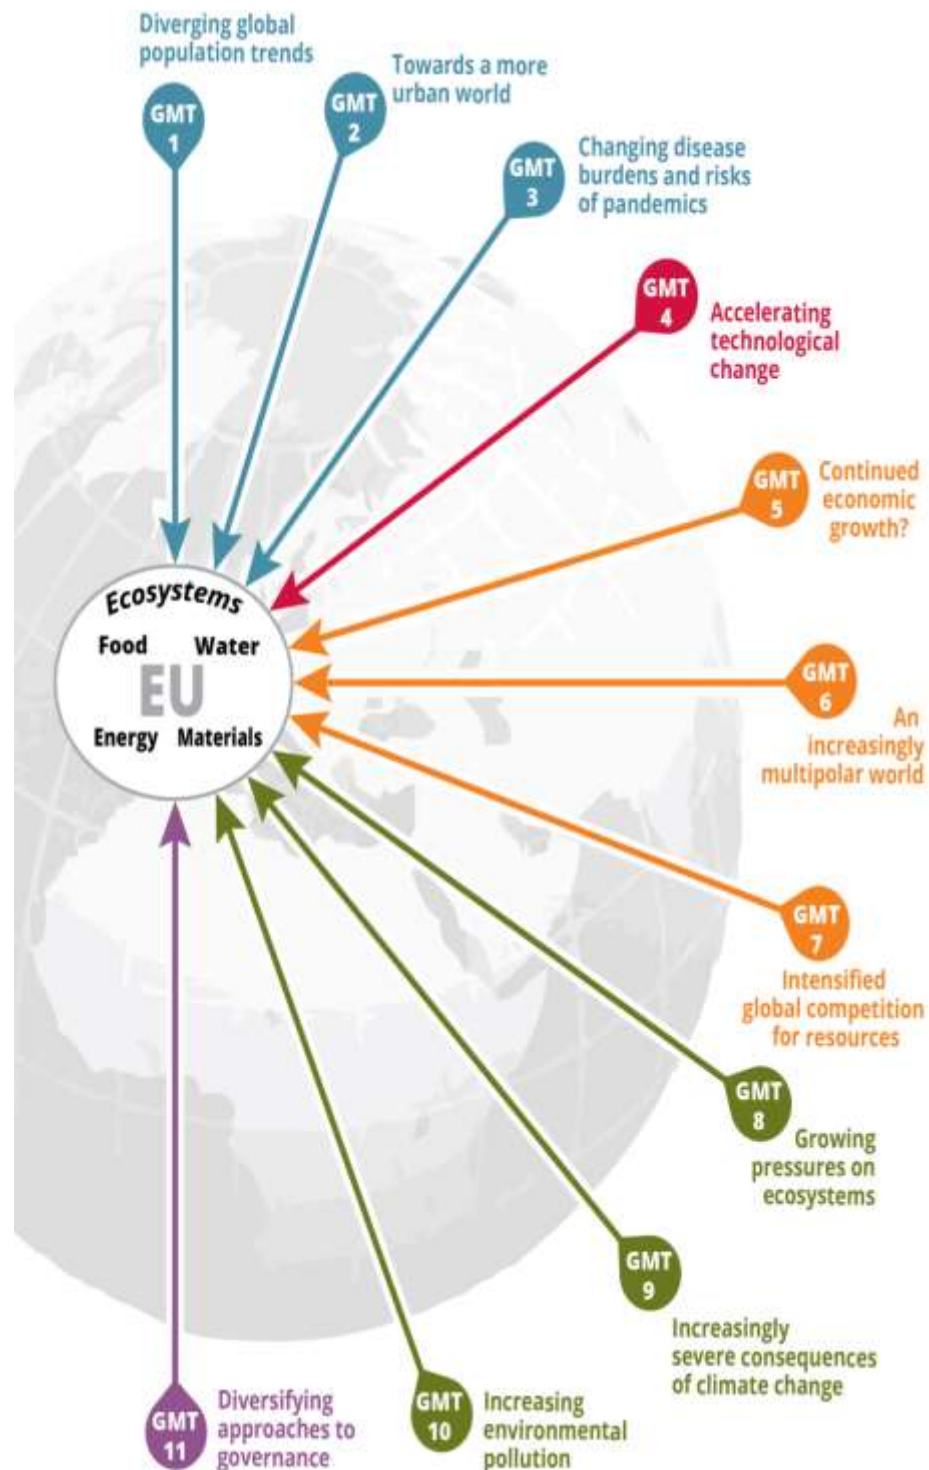 Diverging global
population trends
GMT
1
Towards a more
urban world
GMT
2
Changing disease
burdens and risks
of pandemics
GMT
3
GMT
4
Accelerating
technological
change
GMT
5
Continued
economic
growth?
Ecosystems
Food Water
EU
Energy Materials
GMT
6
An
increasingly
multipolar world
GMT
7
Intensified
global competition
for resources
GMT
8
Growing
pressures on
ecosystems
GMT
9
Increasingly
severe consequences
of climate change
GMT
10
Increasing
environmental
pollution
GMT
11
Diversifying
approaches to
governance